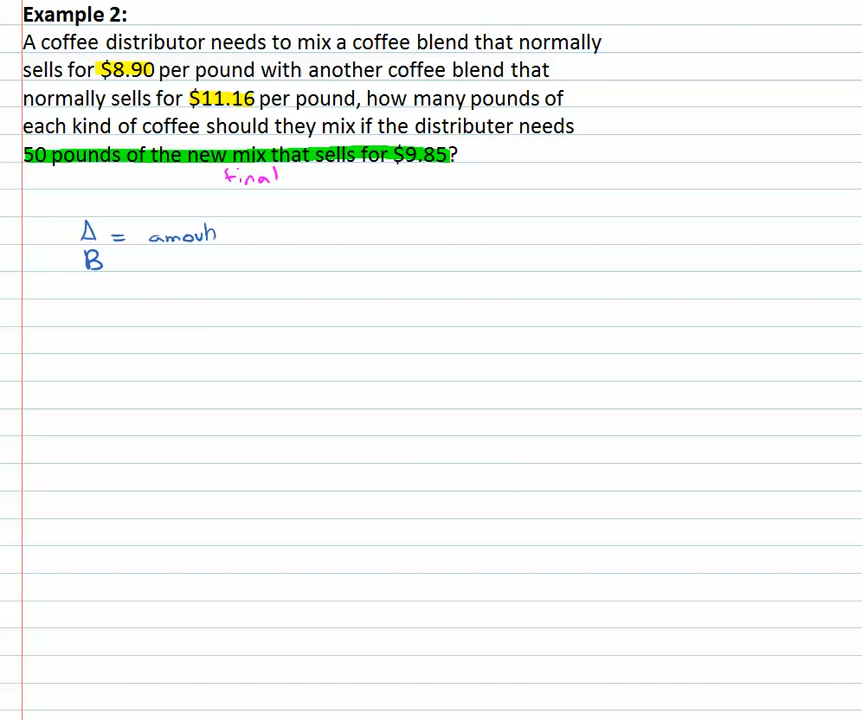 Example 2:
A coffee distributor needs to mix a coffee blend that normally
sells for $8.90 per pound with another coffee blend that
normally sells for $11.16 per pound, how many pounds of
each kind of coffee should they mix if the distributer needs
50 pounds of the new mix that sells for $9.85?
final
A = amoun
B